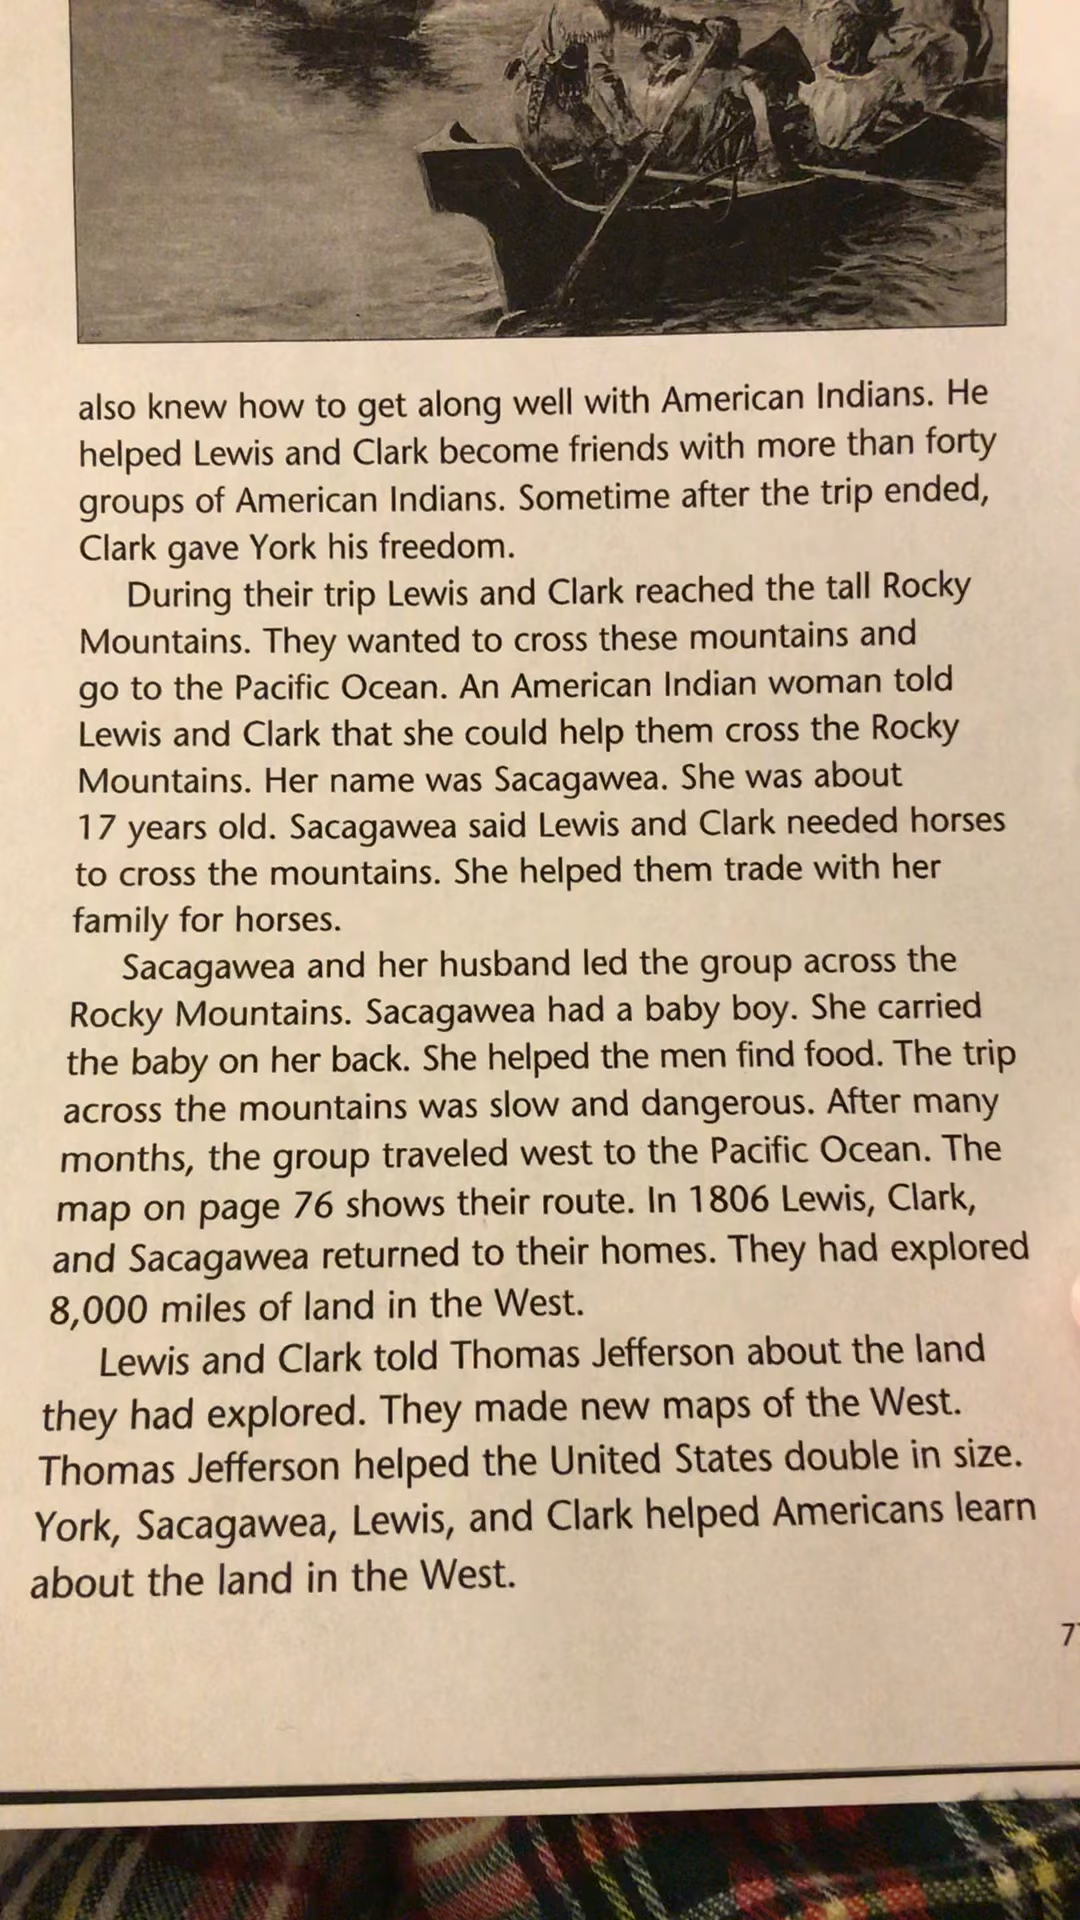 also knew how to get along well with American Indians. He
helped Lewis and Clark become friends with more than forty
groups of American Indians. Sometime after the trip ended,
Clark gave York his freedom.
During their trip Lewis and Clark reached the tall Rocky
Mountains. They wanted to cross these mountains and
go to the Pacific Ocean. An American Indian woman told
Lewis and Clark that she could help them cross the Rocky
Mountains. Her name was Sacagawea. She was about
17 years old. Sacagawea said Lewis and Clark needed horses
to cross the mountains. She helped them trade with her
family for horses.
Sacagawea and her husband led the group across the
Rocky Mountains. Sacagawea had a baby boy. She carried
the baby on her back. She helped the men find food. The trip
across the mountains was slow and dangerous. After many
months, the group traveled west to the Pacific Ocean. The
map on page 76 shows their route. In 1806 Lewis, Clark,
and Sacagawea returned to their homes. They had explored
8,000 miles of land in the West.
Lewis and Clark told Thomas Jefferson about the land
they had explored. They made new maps of the West.
Thomas Jefferson helped the United States double in size.
York, Sacagawea, Lewis, and Clark helped Americans learn
about the land in the West.